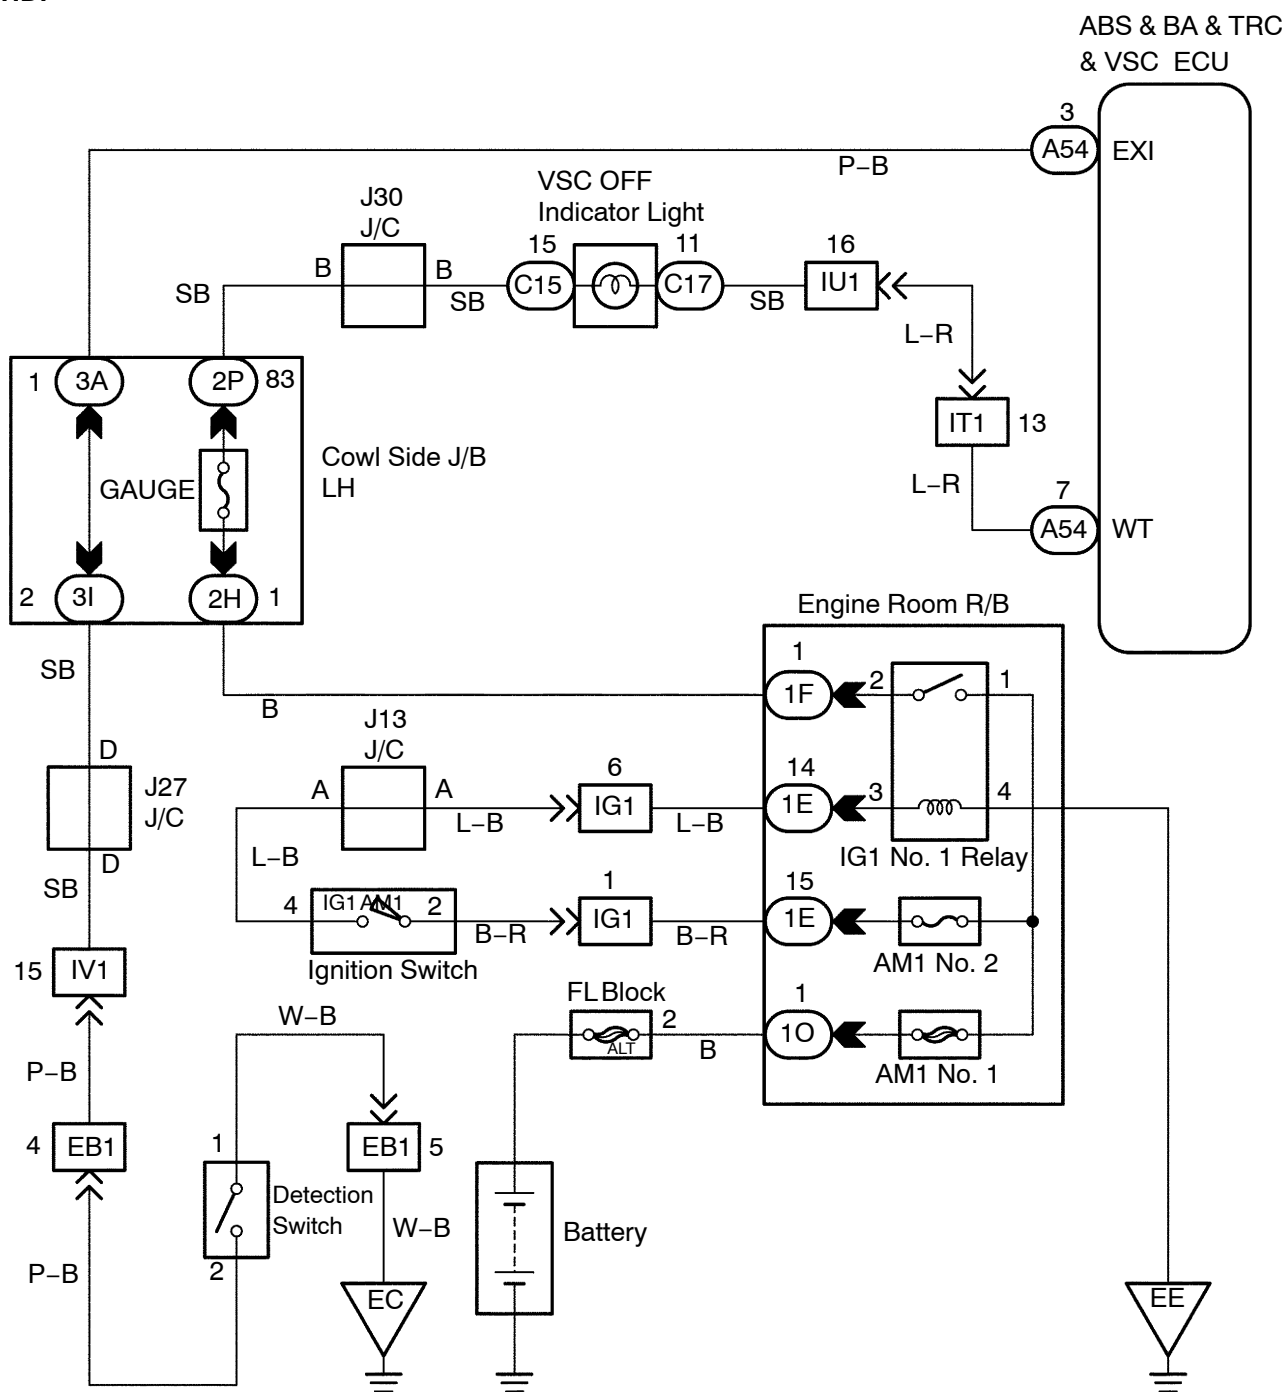 ABS & BA & TRC
& VSC ECU
3
A54
EXI
P–B
J30
J/C
VSC OFF
Indicator Light
15
11
16
B
B
C15
C17
IU1
SB
SB
SB
L–R
1
3A
2P
83
IT1
13
Cowl Side J/B
LH
GAUGE
L–R
7
A54
WT
2
3I
2H
1
Engine Room R/B
SB
1
1F
2
1
B
J13
J/C
D
J27
J/C
6
14
A
A
IG1
1E
3
4
L–B
L–B
D
L–B
IG1 No. 1 Relay
SB
1
15
4
IG1 AM1
2
IG1
1E
B–R
B–R
Ignition Switch
AM1 No. 2
15
IV1
FL Block
1
W–B
2
1O
ALT
B
P–B
AM1 No. 1
4
EB1
1
EB1
5
Detection
Switch
W–B
Battery
P–B
2
EC
EE